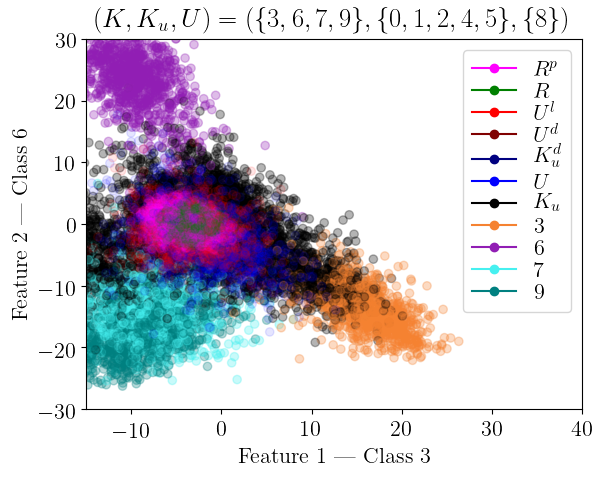 (K, K_u, U) = ({3, 6, 7, 9}, {0, 1, 2, 4, 5}, {8})
30
20
10
0
−10
−20
−30
Feature 2 — Class 6
−10
0
10
20
30
40
Feature 1 — Class 3
R^p
R
U^l
U^d
K_u^d
U
K_u
3
6
7
9